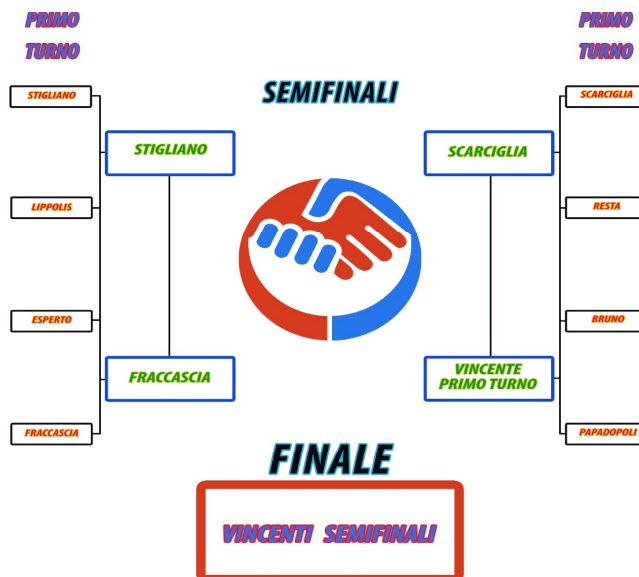 PRIMO
TURNO
PRIMO
TURNO
SEMIFINALI
STIGLIANO
SCARCIGLIA
STIGLIANO
SCARCIGLIA
LIPPOLIS
RESTA
ESPERTO
BRUNO
FRACCASCIA
VINCENTE
PRIMO TURNO
FRACCASCIA
PAPADOPOLI
FINALE
VINCENTI SEMIFINALI